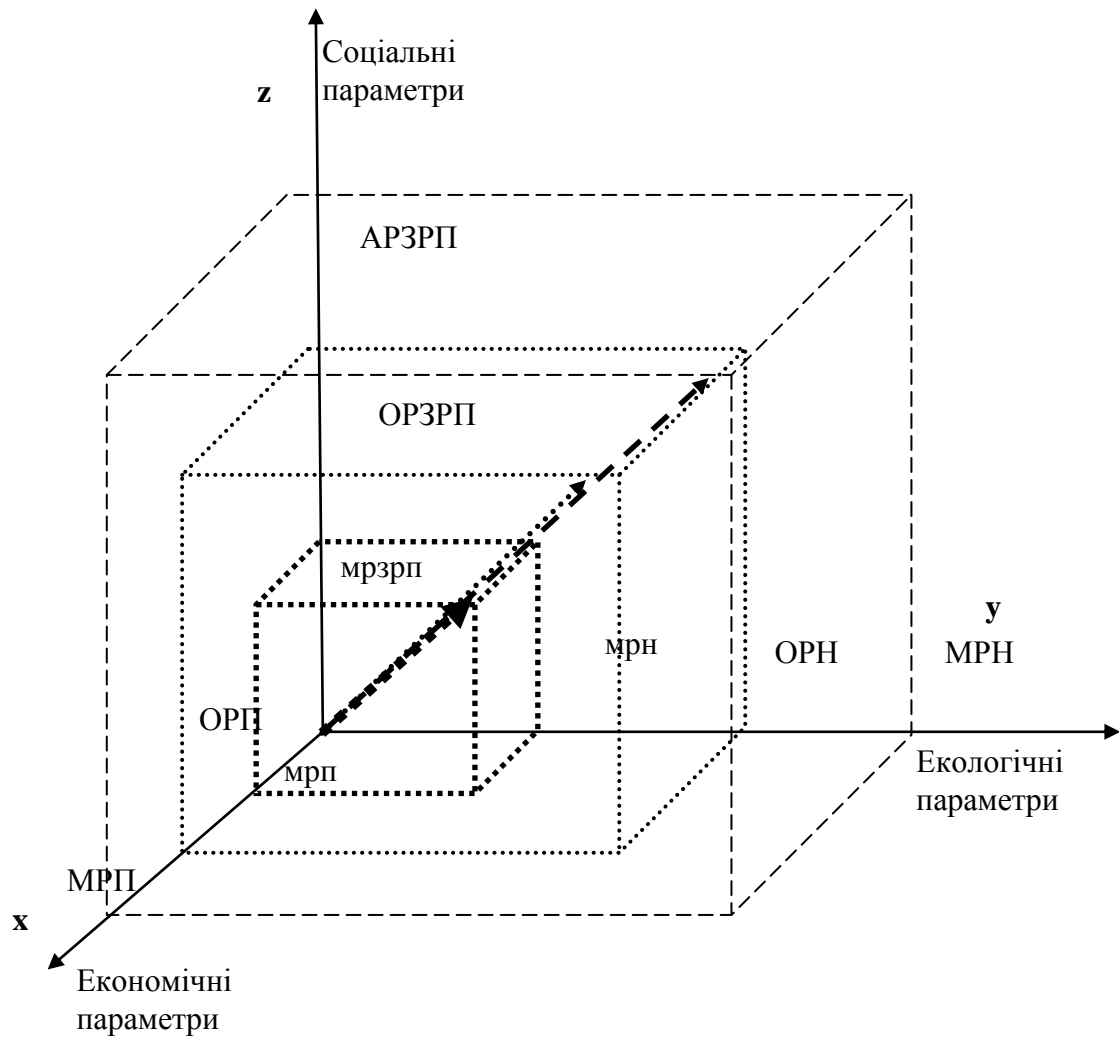 Соціальні
z
параметри
АРЗРП
ОРЗРП
мрзрп
y
мрн
ОРН
МРН
ОРП
мрп
Екологічні
параметри
МРП
x
Економічні
параметри